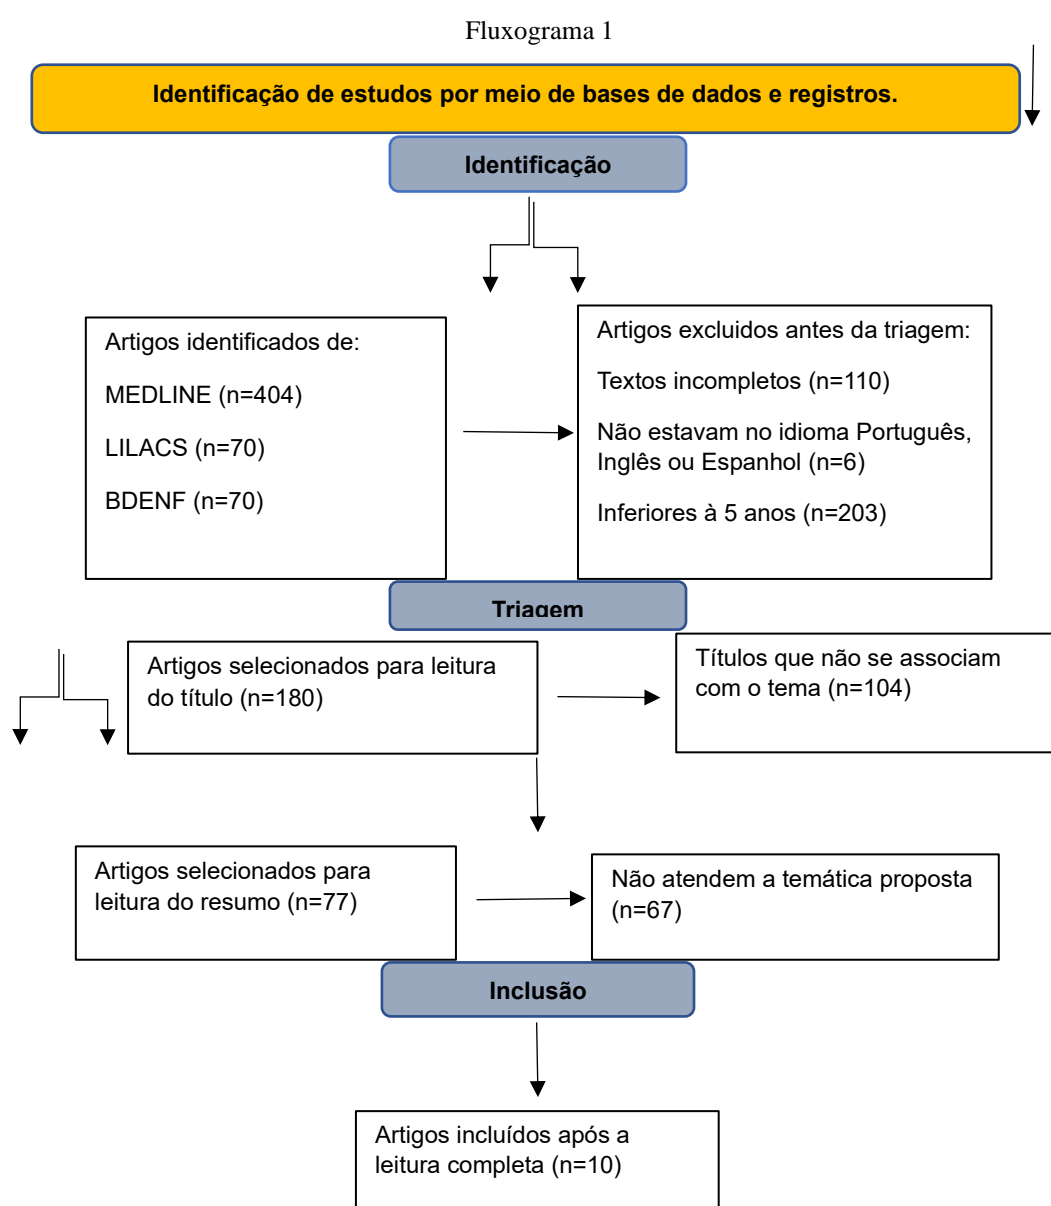 Fluxograma 1
Identificação de estudos por meio de bases de dados e registros.
Identificação
Artigos identificados de:
MEDLINE (n=404)
LILACS (n=70)
BDENF (n=70)
Artigos excluidos antes da triagem:
Textos incompletos (n=110)
Não estavam no idioma Português,
Inglês ou Espanhol (n=6)
Inferiores à 5 anos (n=203)
Triagem
Artigos selecionados para leitura
do título (n=180)
Títulos que não se associam
com o tema (n=104)
Artigos selecionados para
leitura do resumo (n=77)
Não atendem a temática proposta
(n=67)
Inclusão
Artigos incluídos após a
leitura completa (n=10)